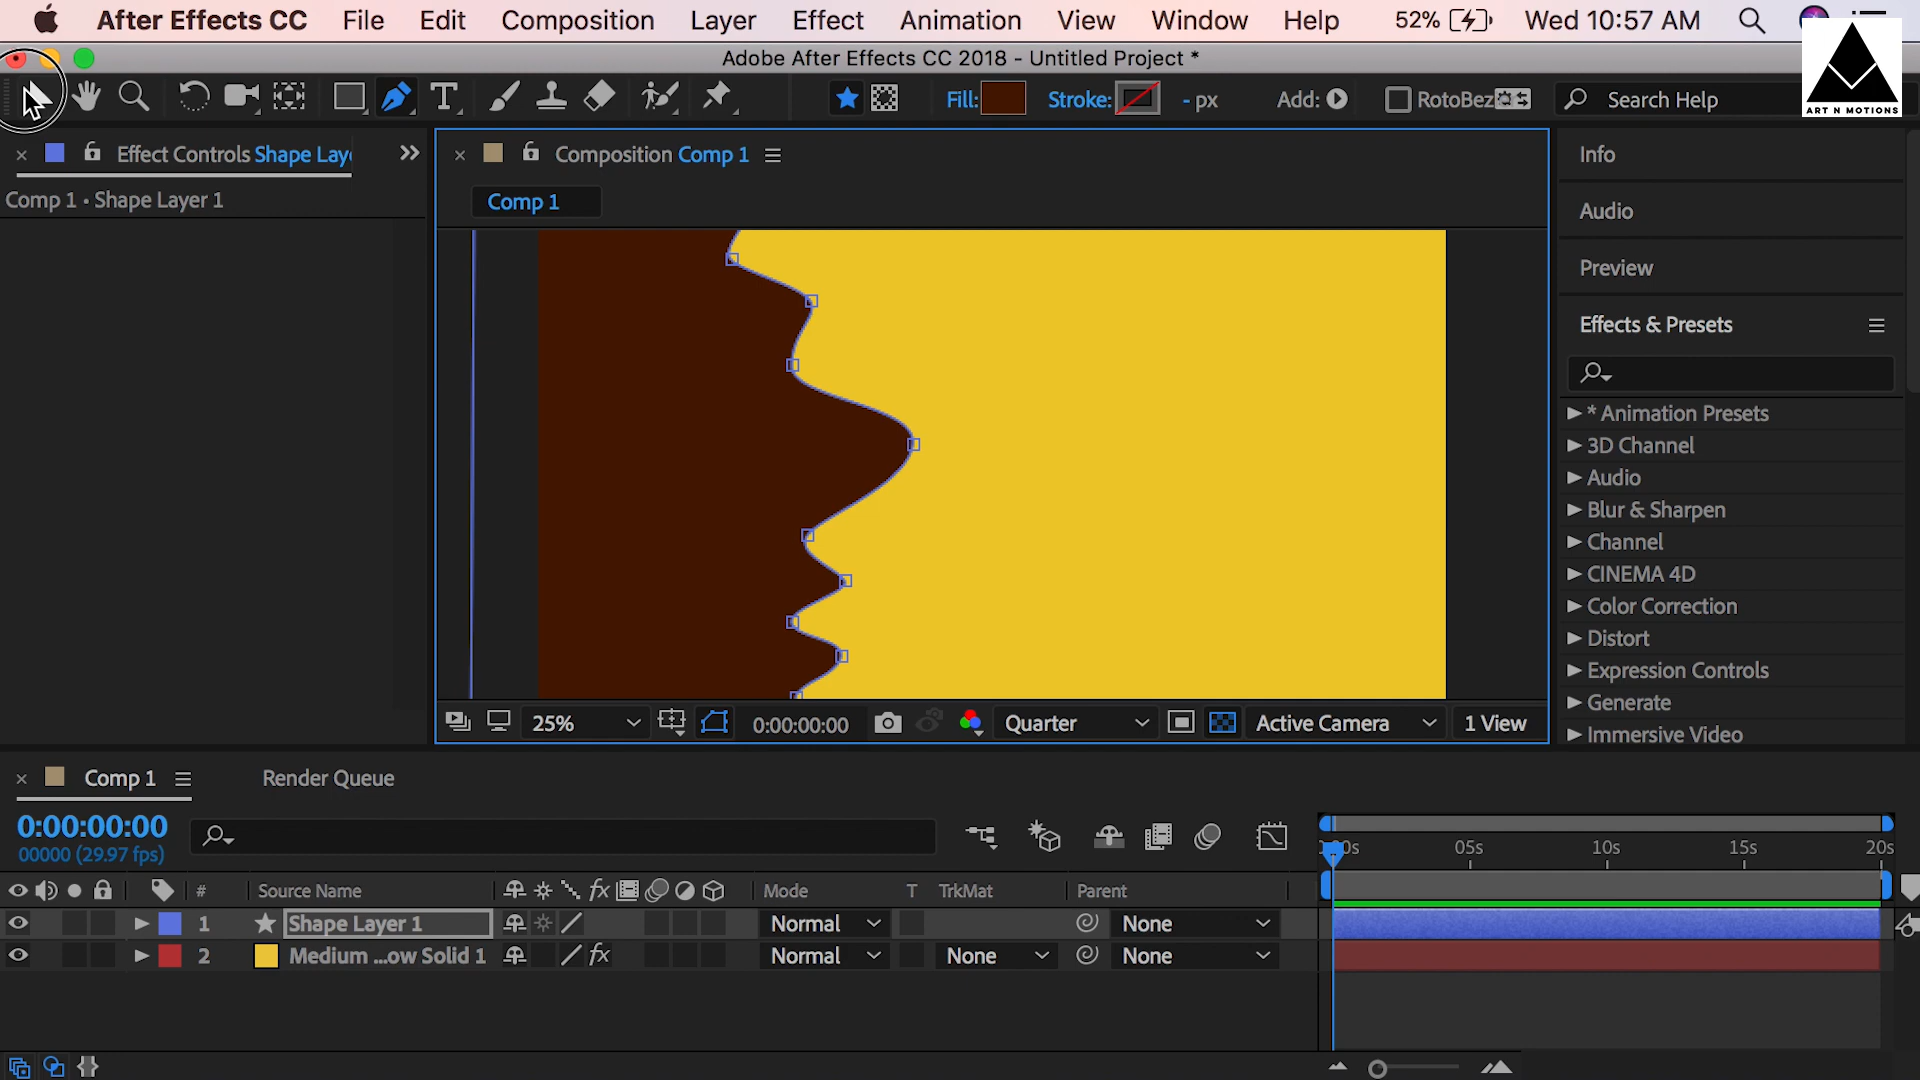 After Effects CC File Edit Composition Layer Effect Animation View Window Help 52% Wed 10:57 AM
Adobe After Effects CC 2018 - Untitled Project *
T Fill: Stroke: - px Add: RotoBez Search Help
ART N MOTIONS
Effect Controls Shape Laye
Composition Comp 1
Info
Comp 1 • Shape Layer 1
Comp 1
Audio
Preview
Effects & Presets
* Animation Presets
3D Channel
Audio
Blur & Sharpen
Channel
CINEMA 4D
Color Correction
Distort
Expression Controls
Generate
Immersive Video
25% 0:00:00:00 Quarter Active Camera 1 View
Comp 1 Render Queue
0:00:00:00
00000 (29.97 fps)
05s 10s 15s 20s
# Source Name fx Mode T TrkMat Parent
1 Shape Layer 1 Normal None
2 Medium ...ow Solid 1 fx Normal None None